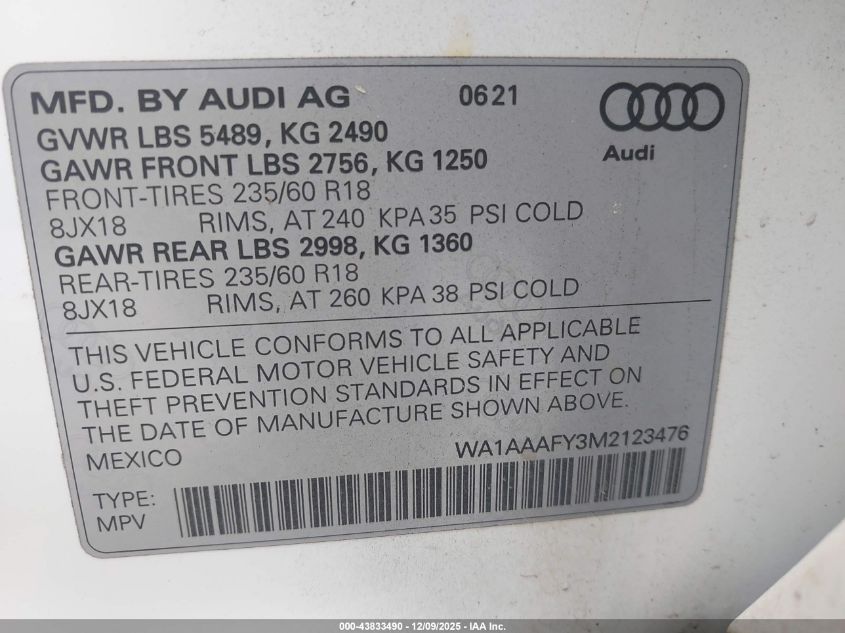 MFD. BY AUDI AG 0621
GVWR LBS 5489, KG 2490
GAWR FRONT LBS 2756, KG 1250
Audi
FRONT-TIRES 235/60 R18
8JX18 RIMS, AT 240 KPA 35 PSI COLD
GAWR REAR LBS 2998, KG 1360
REAR-TIRES 235/60 R18
8JX18 RIMS, AT 260 KPA 38 PSI COLD
THIS VEHICLE CONFORMS TO ALL APPLICABLE
U.S. FEDERAL MOTOR VEHICLE SAFETY AND
THEFT PREVENTION STANDARDS IN EFFECT ON
THE DATE OF MANUFACTURE SHOWN ABOVE.
MEXICO WA1AAAFY3M2123476
TYPE:
MPV
000-43833490 - 12/09/2025 - IAA Inc.